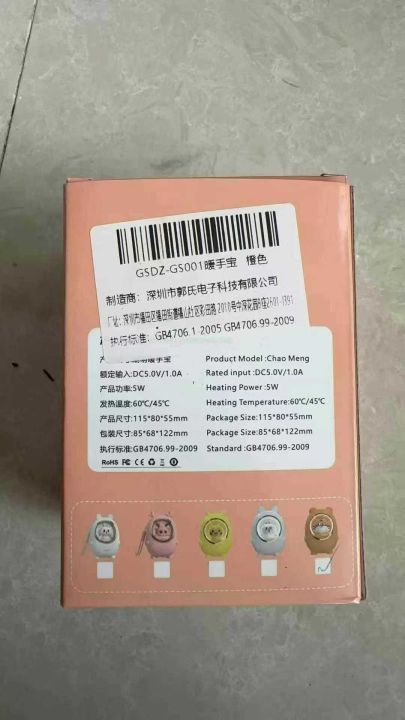 GSDZ-GS001暖手宝 橙色
制造商：深圳市郭氏电子科技有限公司
执行标准：GB4706.1-2005 GB4706.99-2009
暖手宝 Product Model:Chao Meng
额定输入:DC5.0V/1.0A Rated input:DC5.0V/1.0A
产品功率:5W Heating Power:5W
发热温度:60℃/45℃ Heating Temperature:60℃/45℃
产品尺寸:115*80*55mm Package Size:115*80*55mm
包装尺寸:85*68*122mm Package Size:85*68*122mm
执行标准:GB4706.99-2009 Standard:GB4706.99-2009
RoHS FC CE